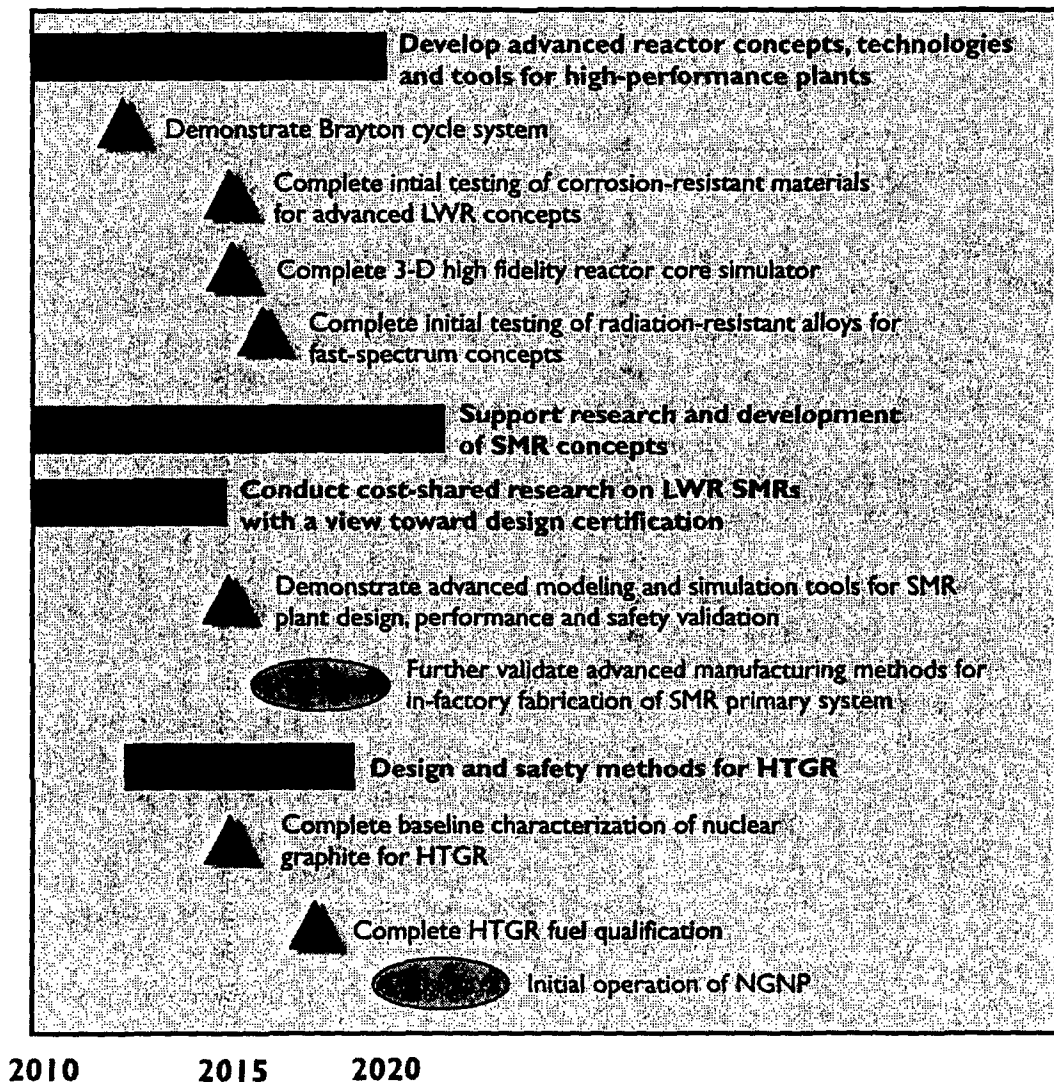 Develop advanced reactor concepts, technologies
and tools for high-performance plants
Demonstrate Brayton cycle system
Complete intial testing of corrosion-resistant materials
for advanced LWR concepts
Complete 3-D high fidelity reactor core simulator
Complete initial testing of radiation-resistant alloys for
fast-spectrum concepts
Support research and development
of SMR concepts
Conduct cost-shared research on LWR SMRs
with a view toward design certification
Demonstrate advanced modeling and simulation tools for SMR
plant design, performance and safety validation
Further validate advanced manufacturing methods for
in-factory fabrication of SMR primary system
Design and safety methods for HTGR
Complete baseline characterization of nuclear
graphite for HTGR
Complete HTGR fuel qualification
Initial operation of NGNP
2010 2015 2020